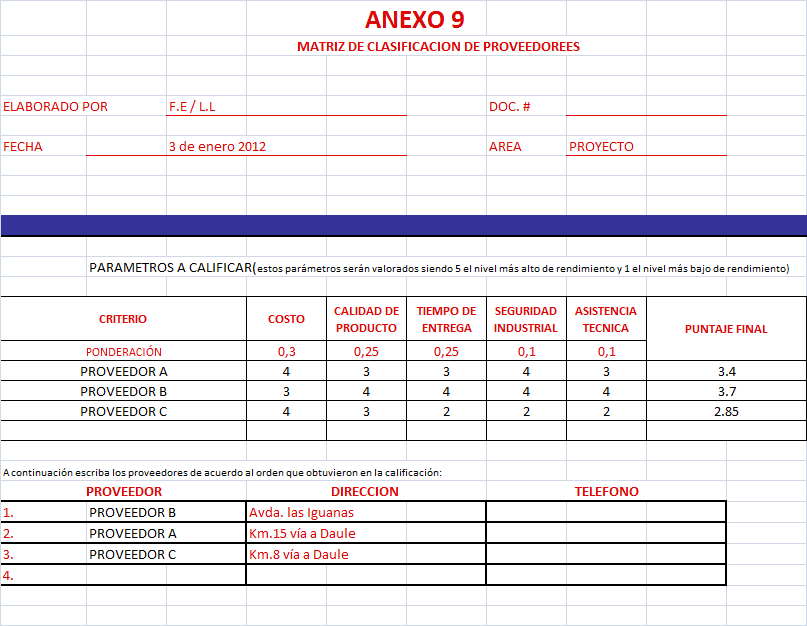 ANEXO 9
MATRIZ DE CLASIFICACION DE PROVEEDOREES
ELABORADO POR F.E / L.L DOC. #
FECHA 3 de enero 2012 AREA PROYECTO
PARAMETROS A CALIFICAR(estos parámetros serán valorados siendo 5 el nivel más alto de rendimiento y 1 el nivel más bajo de rendimiento)
CRITERIO COSTO CALIDAD DE PRODUCTO TIEMPO DE ENTREGA SEGURIDAD INDUSTRIAL ASISTENCIA TECNICA PUNTAJE FINAL
PONDERACIÓN 0,3 0,25 0,25 0,1 0,1
PROVEEDOR A 4 3 3 4 3 3.4
PROVEEDOR B 3 4 4 4 4 3.7
PROVEEDOR C 4 3 2 2 2 2.85
A continuación escriba los proveedores de acuerdo al orden que obtuvieron en la calificación:
PROVEEDOR DIRECCION TELEFONO
1. PROVEEDOR B Avda. las Iguanas
2. PROVEEDOR A Km.15 vía a Daule
3. PROVEEDOR C Km.8 vía a Daule
4.